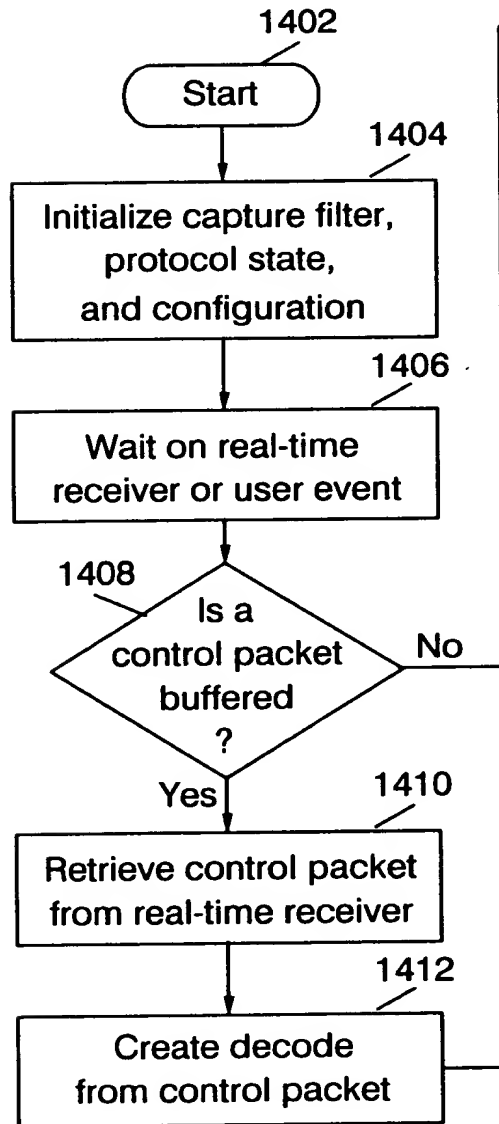 1402
Start
1404
Initialize capture filter,
protocol state,
and configuration
1406
Wait on real-time
receiver or user event
1408
Is a
control packet
buffered
?
No
Yes
1410
Retrieve control packet
from real-time receiver
1412
Create decode
from control packet